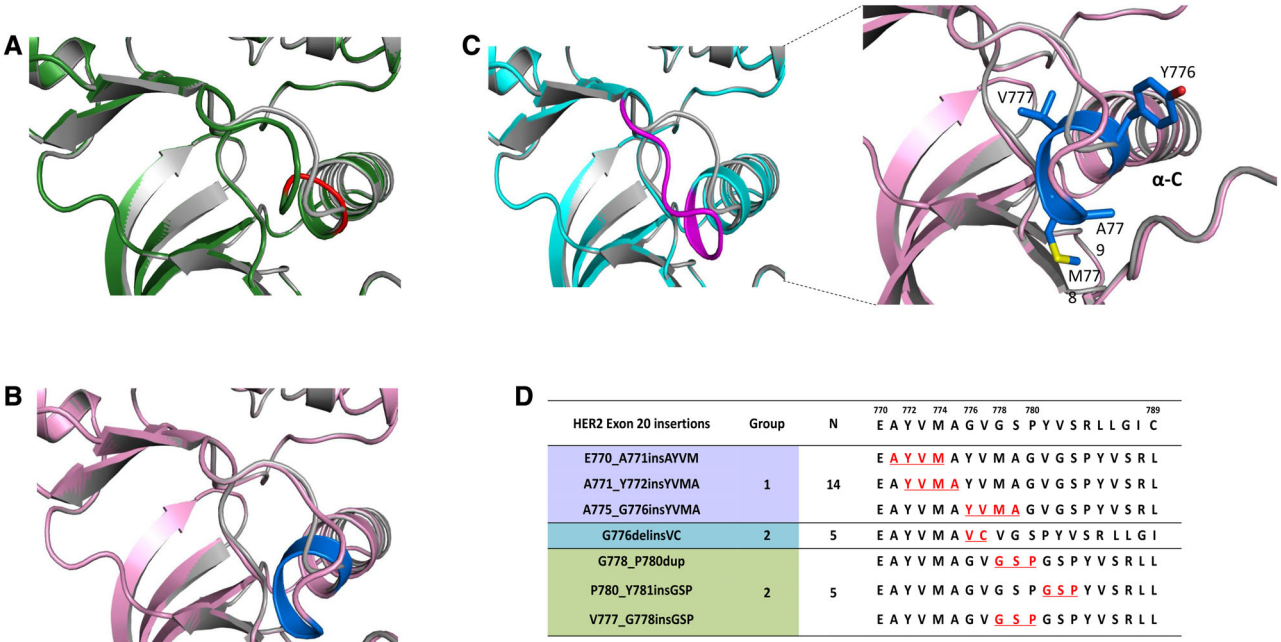 A
C
Y776
V777
α-C
A77
9
M77
8
B
D
770 772 774 776 778 780 789
HER2 Exon 20 insertions Group N E A Y V M A G V G S P Y V S R L L G I C
E770_A771insAYVM E A Y V M A Y V M A G V G S P Y V S R L
A771_Y772insYVMA 1 14 E A Y V M A Y V M A G V G S P Y V S R L
A775_G776insYVMA E A Y V M A Y V M A G V G S P Y V S R L
G776delinsVC 2 5 E A Y V M A V C V G S P Y V S R L L G I
G778_P780dup E A Y V M A G V G S P G S P Y V S R L L
P780_Y781insGSP 2 5 E A Y V M A G V G S P G S P Y V S R L L
V777_G778insGSP E A Y V M A G V G S P G S P Y V S R L L